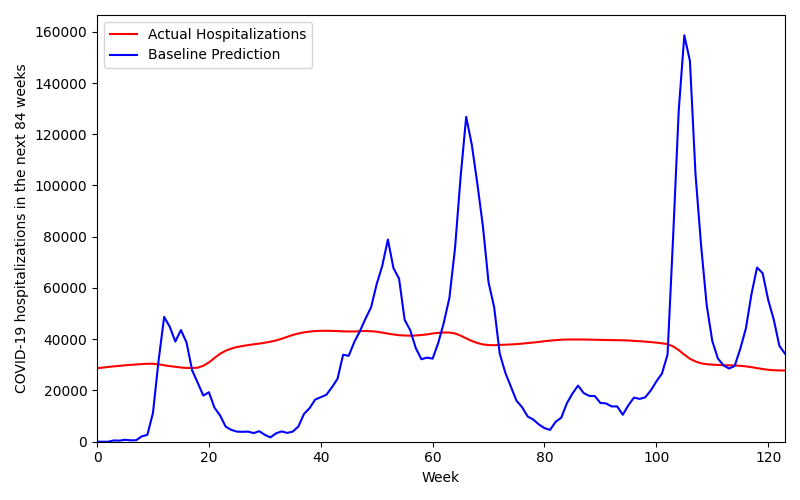 Actual Hospitalizations
Baseline Prediction
COVID-19 hospitalizations in the next 84 weeks
160000
140000
120000
100000
80000
60000
40000
20000
0
0 20 40 60 80 100 120
Week